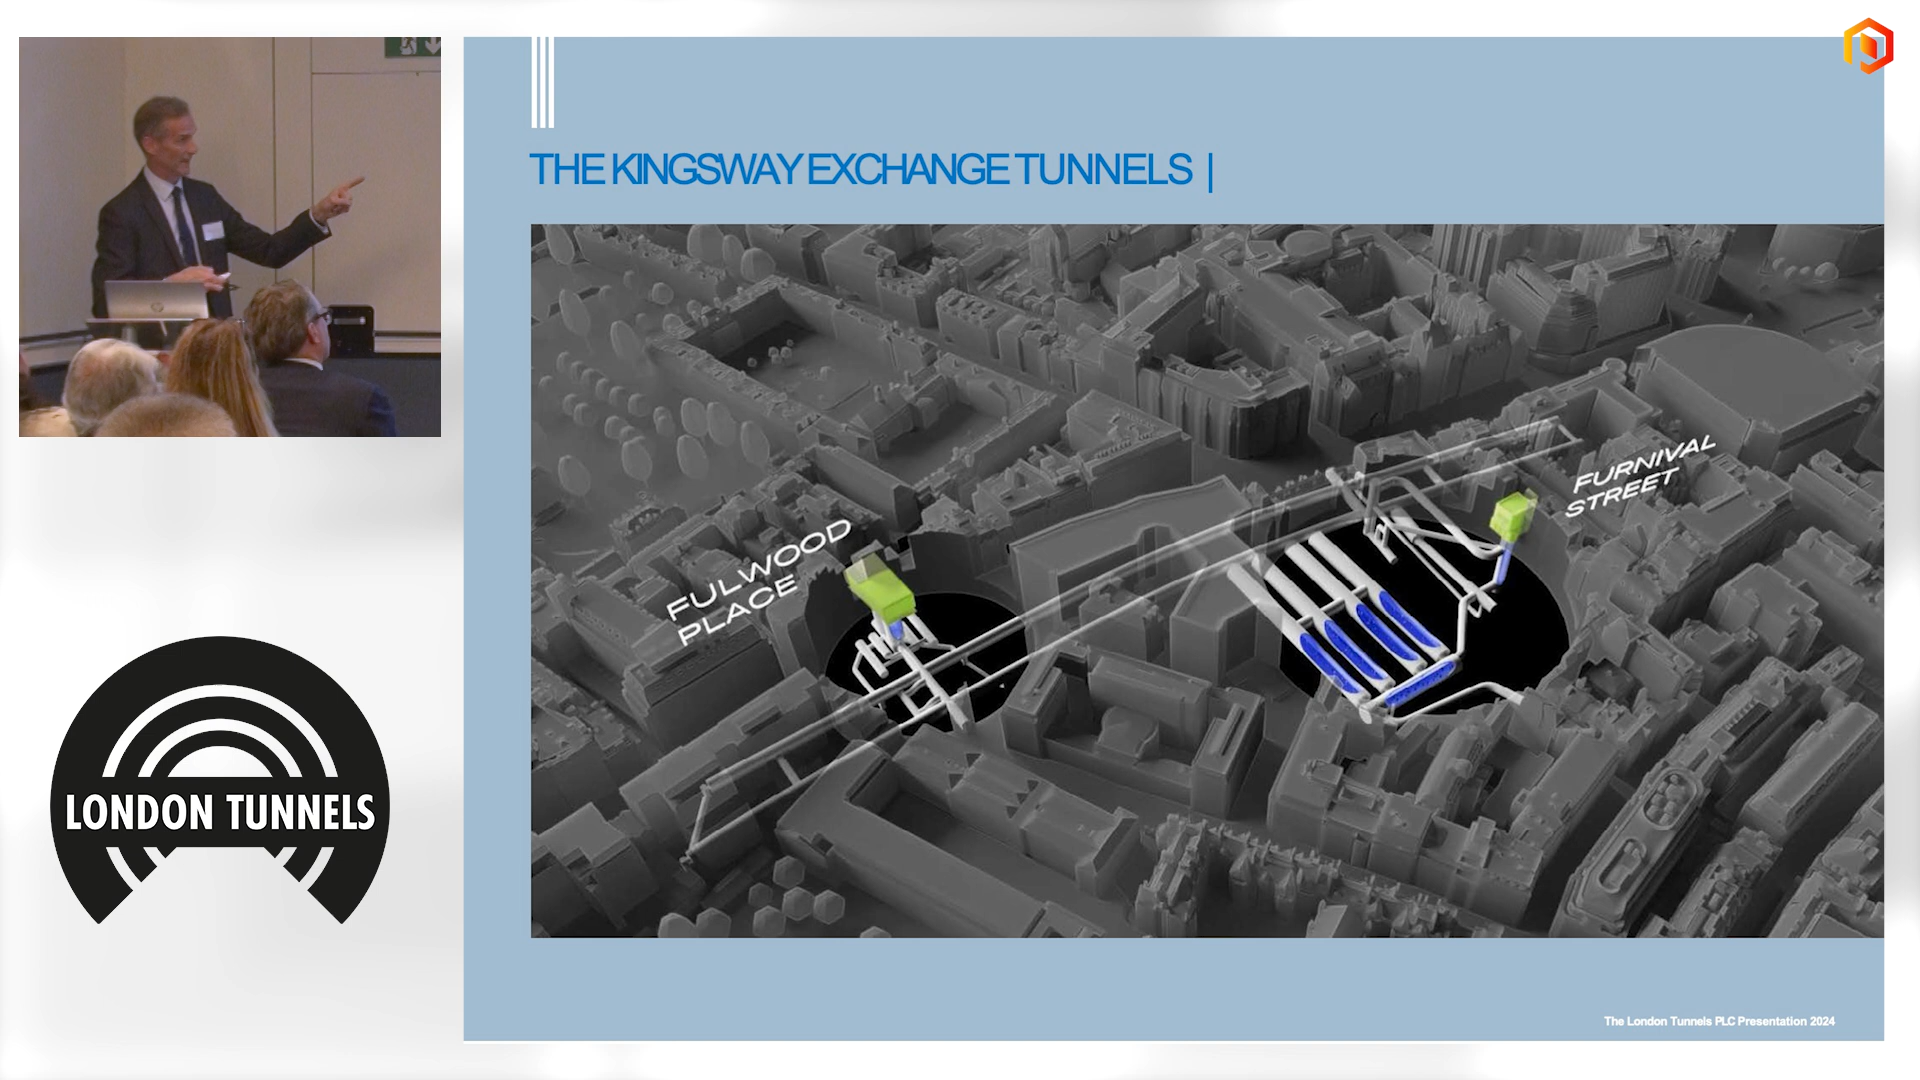 THE KINGSWAY EXCHANGE TUNNELS |
FULWOOD
PLACE
FURNIVAL
STREET
LONDON TUNNELS
The London Tunnels PLC Presentation 2024